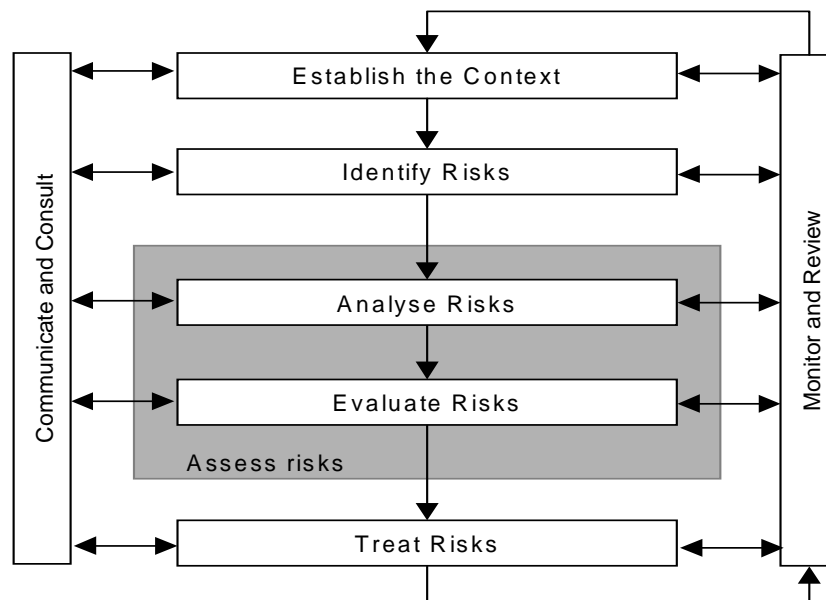 Establish the Context
Identify Risks
Analyse Risks
Evaluate Risks
Assess risks
Treat Risks
Communicate and Consult
Monitor and Review